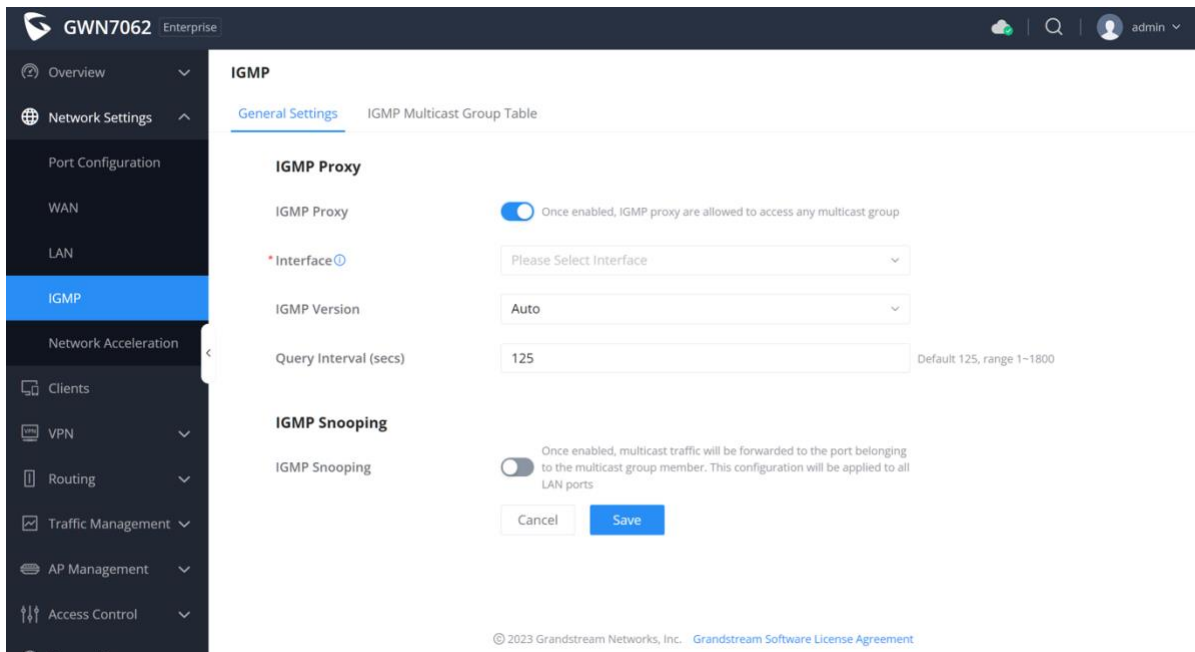 GWN7062 Enterprise
admin
Overview
Network Settings
Port Configuration
WAN
LAN
IGMP
Network Acceleration
Clients
VPN
Routing
Traffic Management
AP Management
Access Control
IGMP
General Settings IGMP Multicast Group Table
IGMP Proxy
IGMP Proxy Once enabled, IGMP proxy are allowed to access any multicast group
* Interface Please Select Interface
IGMP Version Auto
Query Interval (secs) 125 Default 125, range 1~1800
IGMP Snooping
IGMP Snooping
Once enabled, multicast traffic will be forwarded to the port belonging
to the multicast group member. This configuration will be applied to all
LAN ports
Cancel Save
© 2023 Grandstream Networks, Inc. Grandstream Software License Agreement